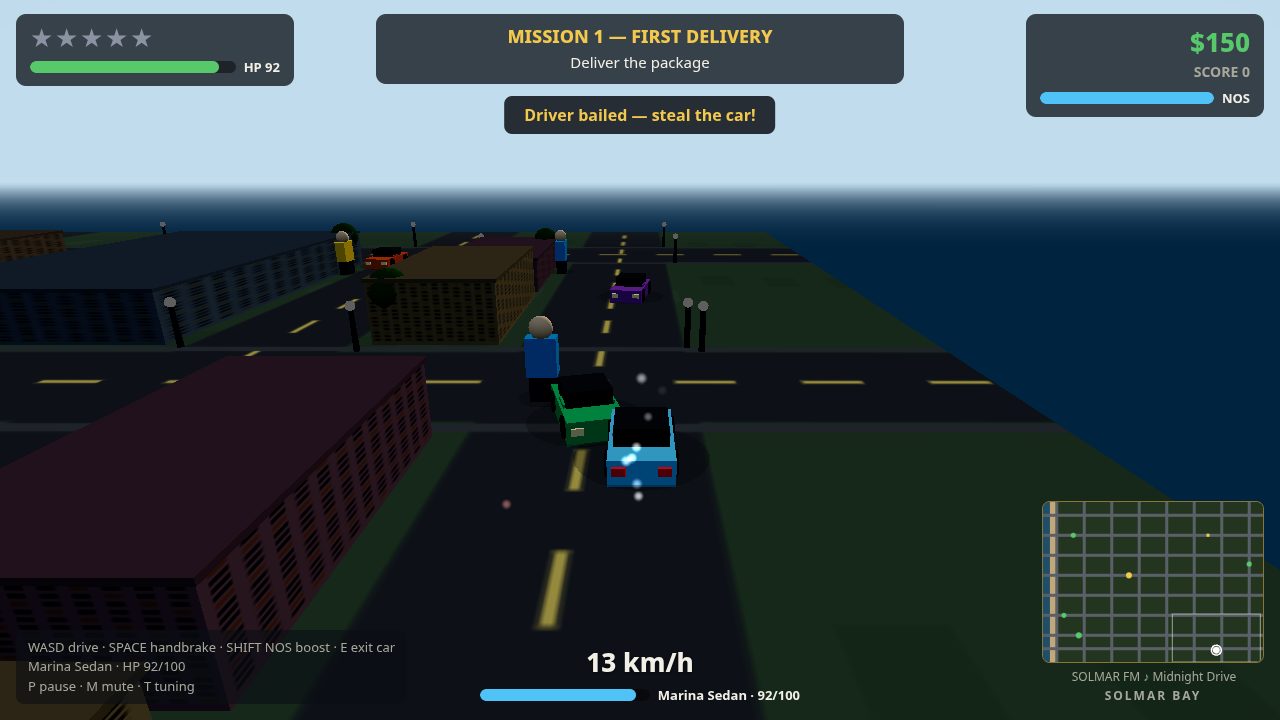 ★★★★★
HP 92
MISSION 1 — FIRST DELIVERY
Deliver the package
Driver bailed — steal the car!
$150
SCORE 0
NOS
WASD drive · SPACE handbrake · SHIFT NOS boost · E exit car
Marina Sedan · HP 92/100
P pause · M mute · T tuning
13 km/h
Marina Sedan · 92/100
SOLMAR FM ♪ Midnight Drive
SOLMAR BAY